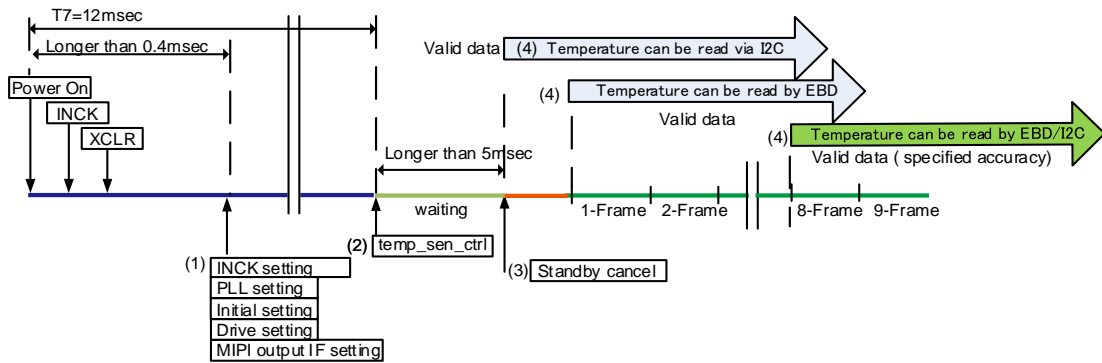 T7=12msec
Longer than 0.4msec
Power On
INCK
XCLR
Valid data
(4) Temperature can be read via I2C
(4) Temperature can be read by EBD
Valid data
(4) Temperature can be read by EBD/I2C
Valid data ( specified accuracy)
Longer than 5msec
waiting
1-Frame
2-Frame
8-Frame
9-Frame
(1) INCK setting
PLL setting
Initial setting
Drive setting
MIPI output IF setting
(2) temp_sen_ctrl
(3) Standby cancel